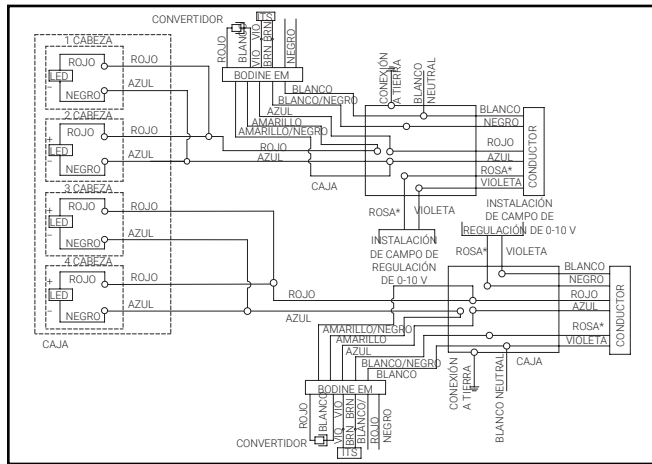 CONVERTIDOR
ITS
ROJO
BLANCO
VIO
VIO
BRN
BRN
NEGRO
BODINE EM
1 CABEZA
ROJO
ROJO
LED
AZUL
NEGRO
2 CABEZA
ROJO
ROJO
LED
AZUL
NEGRO
3 CABEZA
ROJO
ROJO
LED
AZUL
NEGRO
4 CABEZA
ROJO
ROJO
LED
AZUL
NEGRO
CAJA
BLANCO
BLANCO/NEGRO
AZUL
AMARILLO
AMARILLO/NEGRO
ROJO
AZUL
CAJA
CONEXIÓN
A TIERRA
BLANCO
NEUTRAL
BLANCO
NEGRO
ROJO
AZUL
ROSA*
VIOLETA
CONDUCTOR
ROSA*
VIOLETA
INSTALACIÓN
DE CAMPO DE
REGULACIÓN
DE 0-10 V
INSTALACIÓN
DE CAMPO DE
REGULACIÓN DE 0-10 V
ROSA*
VIOLETA
BLANCO
NEGRO
ROJO
AZUL
ROSA*
VIOLETA
CONDUCTOR
CAJA
ROJO
AZUL
AMARILLO/NEGRO
AMARILLO
AZUL
BLANCO/NEGRO
BLANCO
CONEXIÓN
A TIERRA
BLANCO NEUTRAL
BODINE EM
ROJO
BLANCO
VIO
VIO
BRN
BRN
BLANCO/
ROJO
NEGRO
CONVERTIDOR
ITS